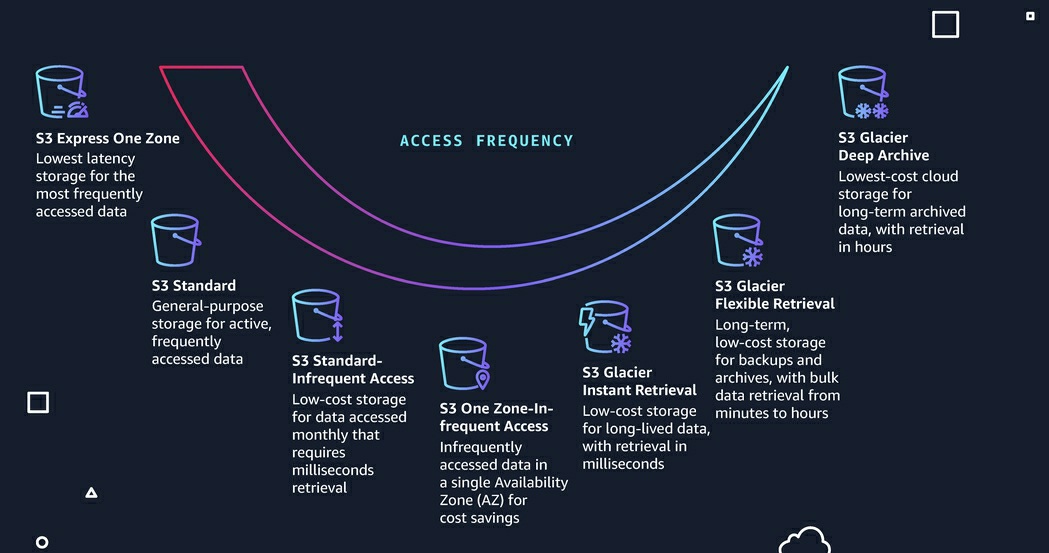 ACCESS FREQUENCY
S3 Express One Zone
Lowest latency
storage for the
most frequently
accessed data
S3 Standard
General-purpose
storage for active,
frequently
accessed data
S3 Standard-
Infrequent Access
Low-cost storage
for data accessed
monthly that
requires
milliseconds
retrieval
S3 One Zone-In-
frequent Access
Infrequently
accessed data in
a single Availability
Zone (AZ) for
cost savings
S3 Glacier
Instant Retrieval
Low-cost storage
for long-lived data,
with retrieval in
milliseconds
S3 Glacier
Flexible Retrieval
Long-term,
low-cost storage
for backups and
archives, with bulk
data retrieval from
minutes to hours
S3 Glacier
Deep Archive
Lowest-cost cloud
storage for
long-term archived
data, with retrieval
in hours